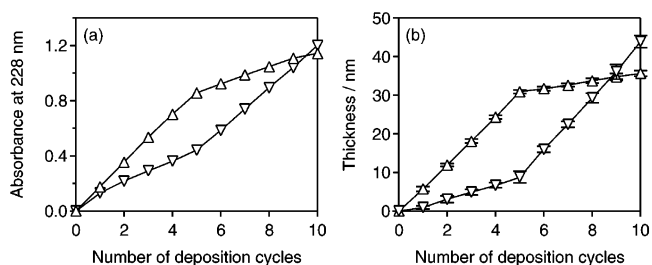 (a)
Absorbance at 228 nm
1.2
0.8
0.4
0.0
0 2 4 6 8 10
Number of deposition cycles
(b)
Thickness / nm
50
40
30
20
10
0
0 2 4 6 8 10
Number of deposition cycles